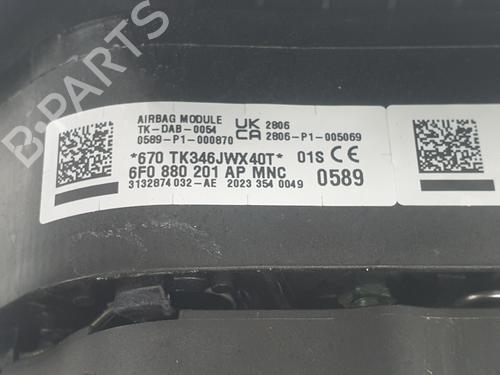 AIRBAG MODULE
TK-DAB-0054
0589-P1-000870
UK
CA
2806
2806-P1-005069
*670 TK346JWX40T* 01S CE
6F0 880 201 AP MNC 0589
3132874032-AE 2023 354 0049
B-PARTS